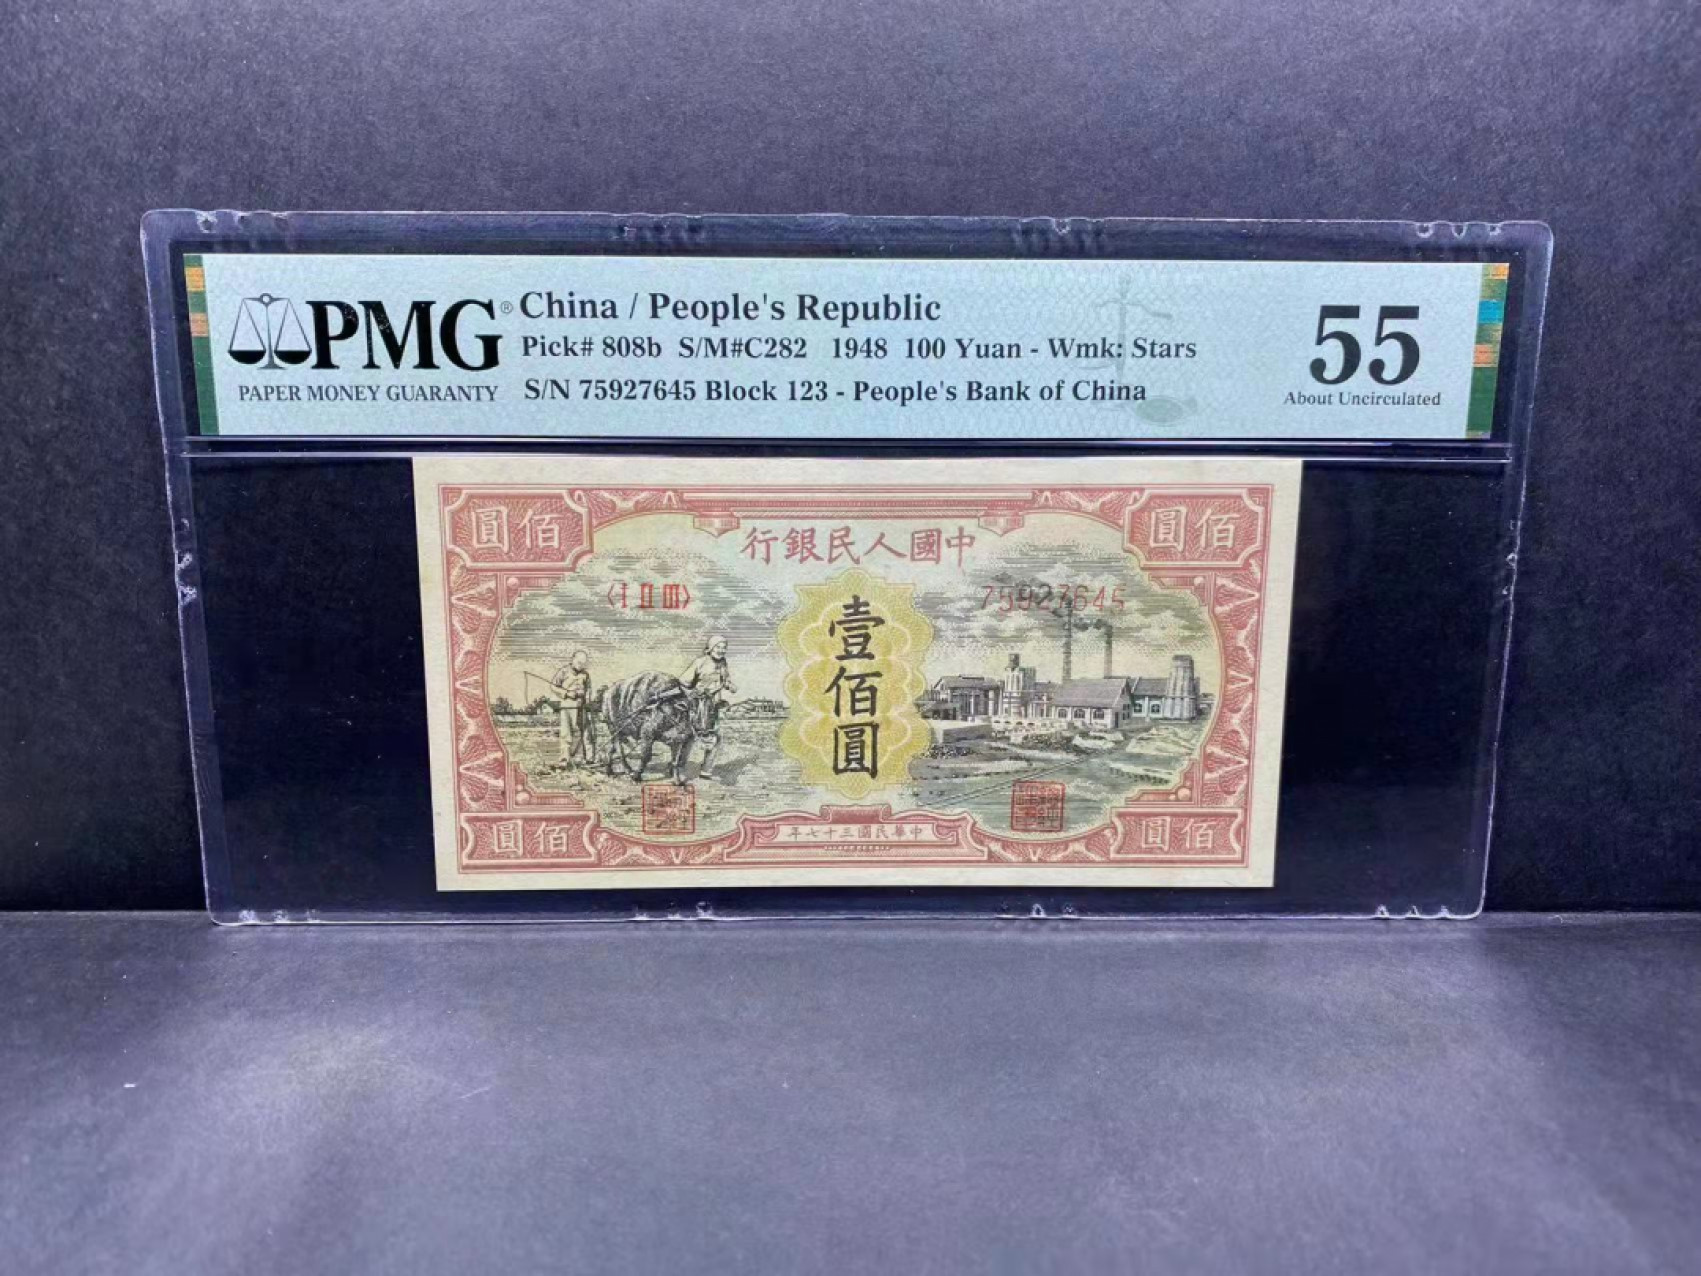 PMG® China / People's Republic
Pick# 808b S/M#C282 1948 100 Yuan - Wmk: Stars
PAPER MONEY GUARANTY
S/N 75927645 Block 123 - People's Bank of China
55
About Uncirculated
圓佰
行銀民人國中
圓佰
〈I II III〉
75927645
壹佰圓
圓佰
年七十三國民華中
圓佰